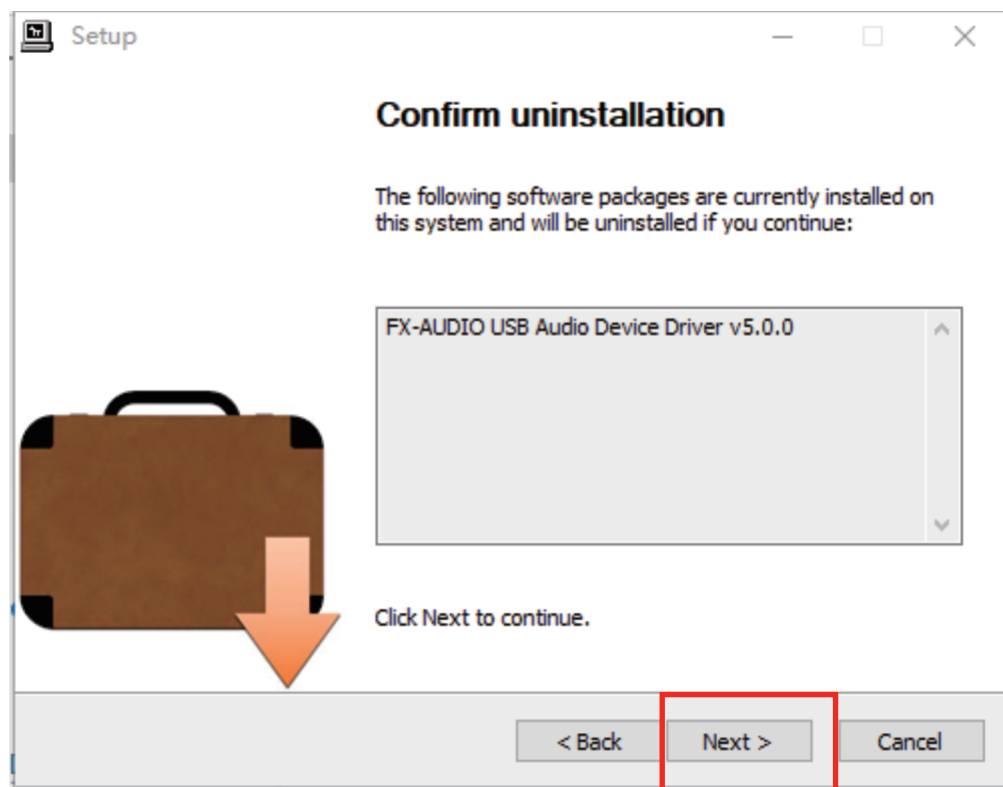 Setup
Confirm uninstallation
The following software packages are currently installed on
this system and will be uninstalled if you continue:
FX-AUDIO USB Audio Device Driver v5.0.0
Click Next to continue.
< Back Next > Cancel